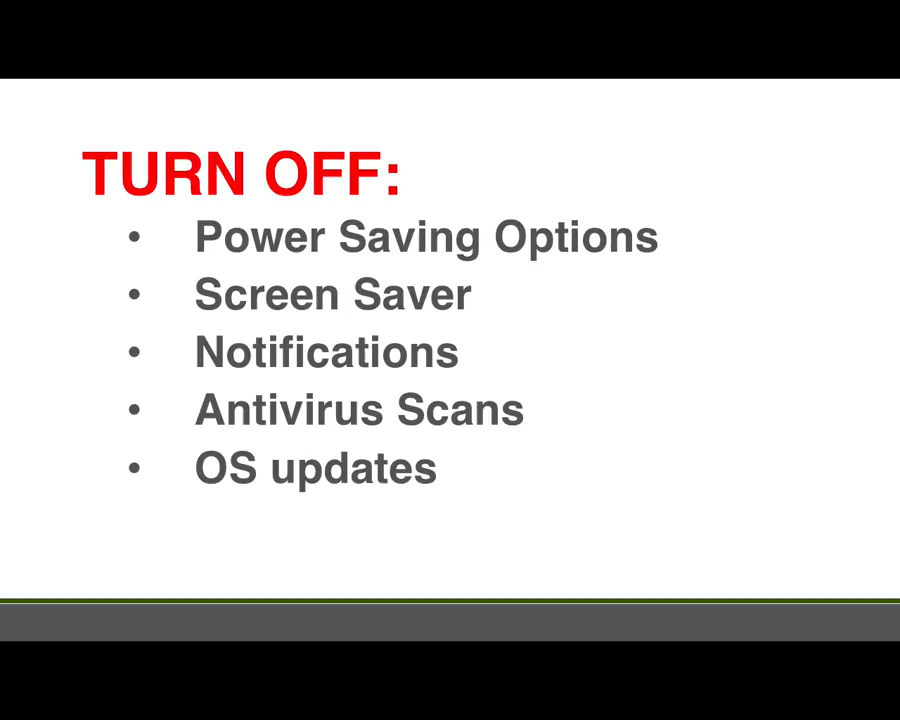 TURN OFF:
• Power Saving Options
• Screen Saver
• Notifications
• Antivirus Scans
• OS updates